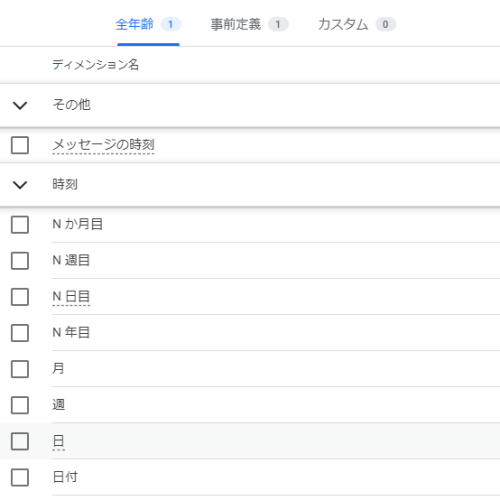 全年齢 1 事前定義 1 カスタム 0
ディメンション名
その他
メッセージの時刻
時刻
N か月目
N 週目
N 日目
N 年目
月
週
日
日付